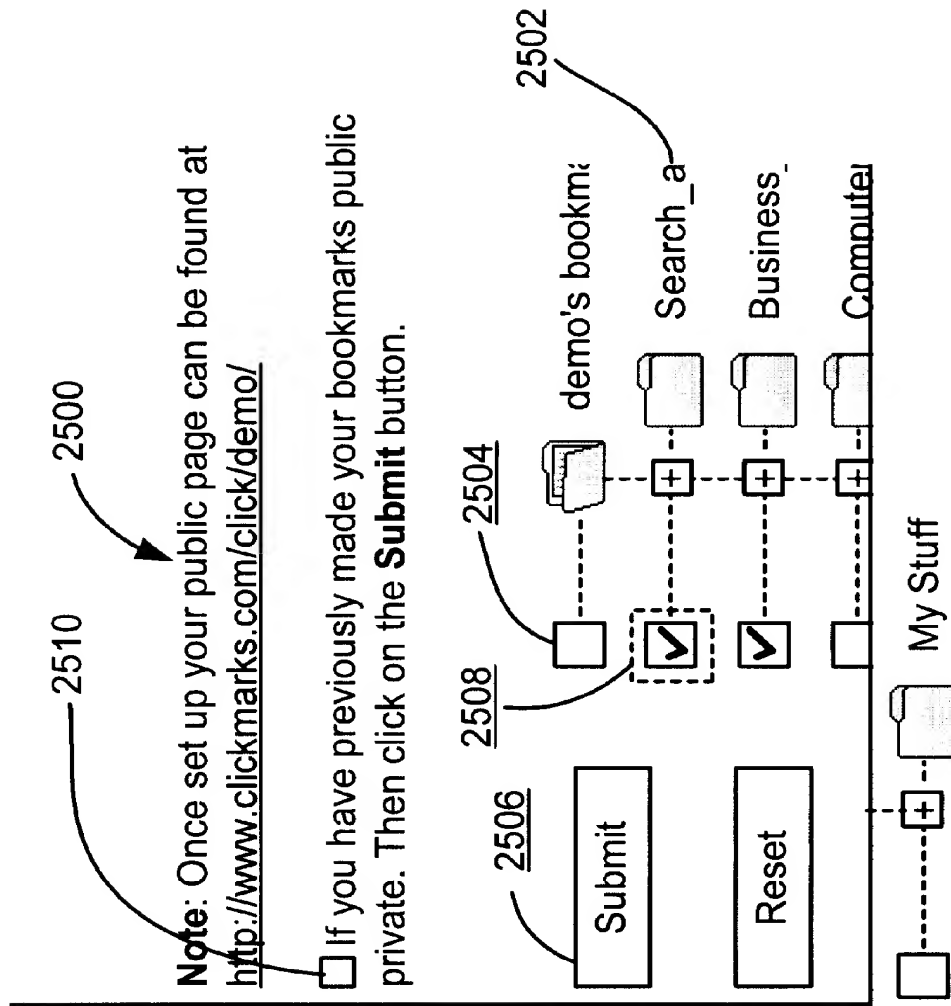 2510
2500
Note: Once set up your public page can be found at
http://www.clickmarks.com/click/demo/
If you have previously made your bookmarks public
private. Then click on the Submit button.
2506
2508
2504
2502
Submit
demo's bookma
Search_a
Reset
Business_
Computer
My Stuff